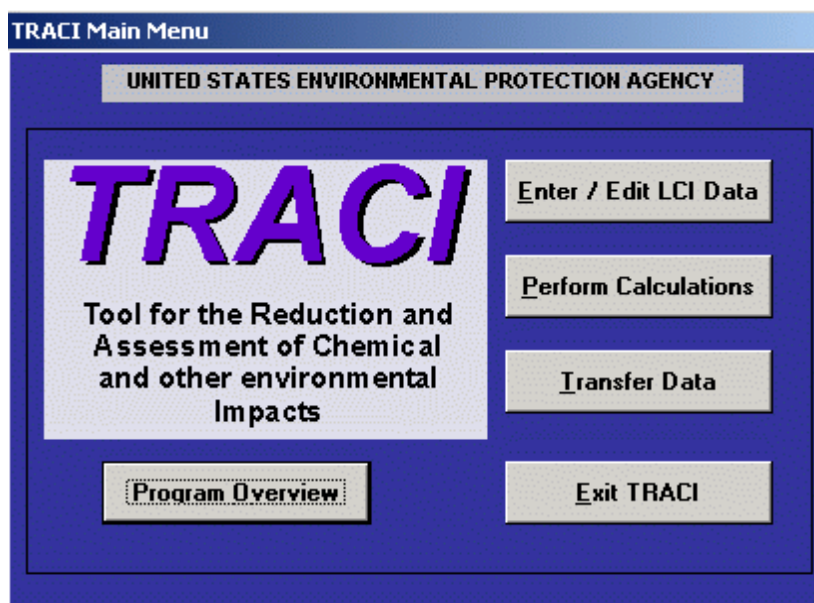 TRACI Main Menu
UNITED STATES ENVIRONMENTAL PROTECTION AGENCY
TRACI
Tool for the Reduction and
Assessment of Chemical
and other environmental
Impacts
Enter / Edit LCI Data
Perform Calculations
Transfer Data
Program Overview
Exit TRACI